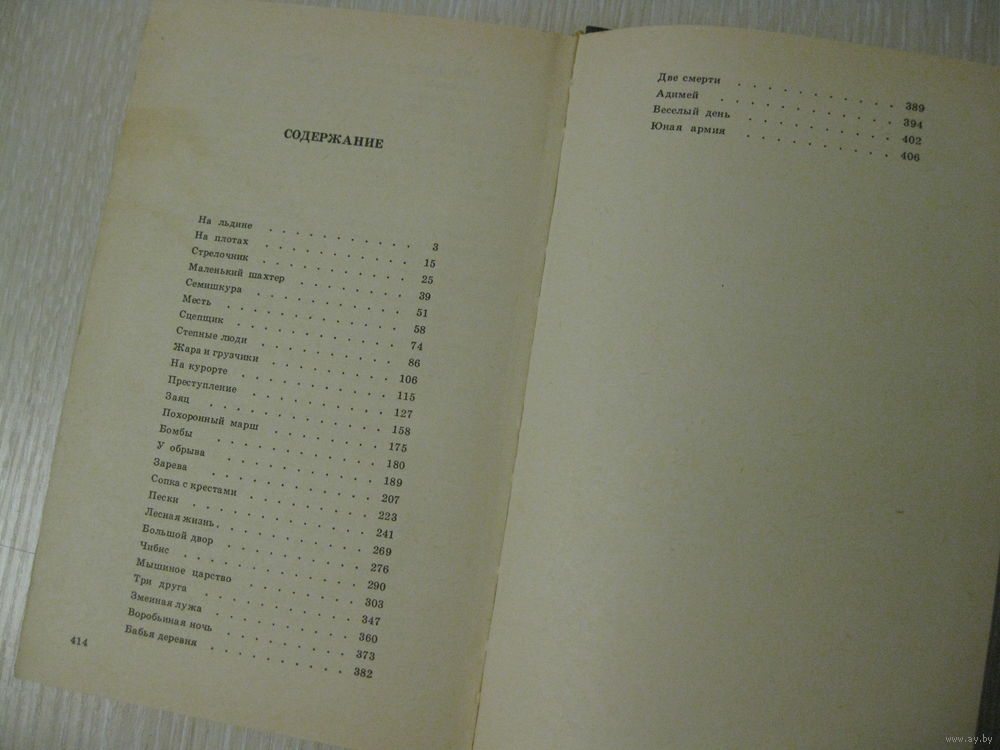 СОДЕРЖАНИЕ
На льдине . . . . . . . . . . . 3
На плотах . . . . . . . . . . . 15
Стрелочник . . . . . . . . . . . 25
Маленький шахтер . . . . . . . . . 39
Семишкура . . . . . . . . . . . 51
Месть . . . . . . . . . . . . 58
Сцепщик . . . . . . . . . . . 74
Степные люди . . . . . . . . . . 86
Жара и грузчики . . . . . . . . . 106
На курорте . . . . . . . . . . . 115
Преступление . . . . . . . . . . 127
Заяц . . . . . . . . . . . . 158
Похоронный марш . . . . . . . . 175
Бомбы . . . . . . . . . . . . 180
У обрыва . . . . . . . . . . . 189
Зарева . . . . . . . . . . . . 207
Сопка с крестами . . . . . . . . . 223
Пески . . . . . . . . . . . . 241
Лесная жизнь . . . . . . . . . . . 269
Большой двор . . . . . . . . . . 276
Чибис . . . . . . . . . . . . 290
Мышиное царство . . . . . . . . . 303
Три друга . . . . . . . . . . . 347
Змеиная лужа . . . . . . . . . . 360
Воробьиная ночь . . . . . . . . . 373
Бабья деревня . . . . . . . . . . 382
414
Две смерти . . . . . . . . . . . 389
Адимей . . . . . . . . . . . . 394
Веселый день . . . . . . . . . . 402
Юная армия . . . . . . . . . . 406
www.ay.by